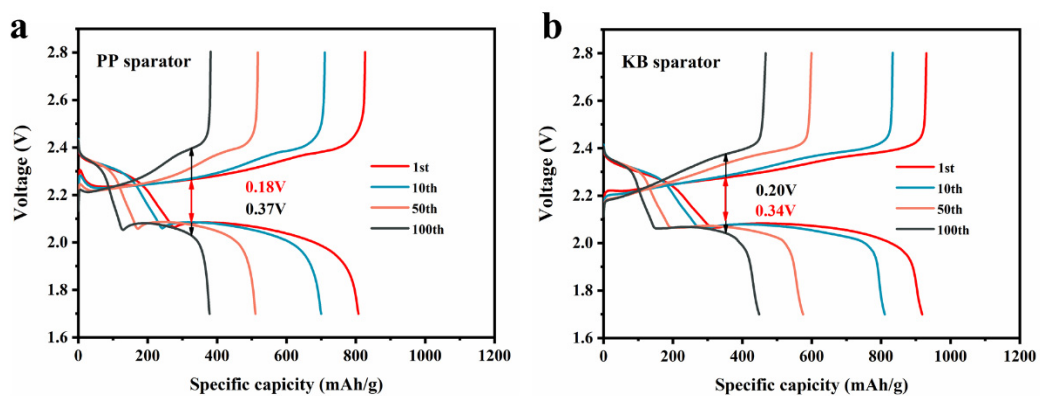 a
PP sparator
2.8
2.6
2.4
2.2
2.0
1.8
1.6
Voltage (V)
1st
10th
50th
100th
0.18V
0.37V
0 200 400 600 800 1000 1200
Specific capicity (mAh/g)
b
KB sparator
2.8
2.6
2.4
2.2
2.0
1.8
1.6
Voltage (V)
1st
10th
50th
100th
0.20V
0.34V
0 200 400 600 800 1000 1200
Specific capicity (mAh/g)